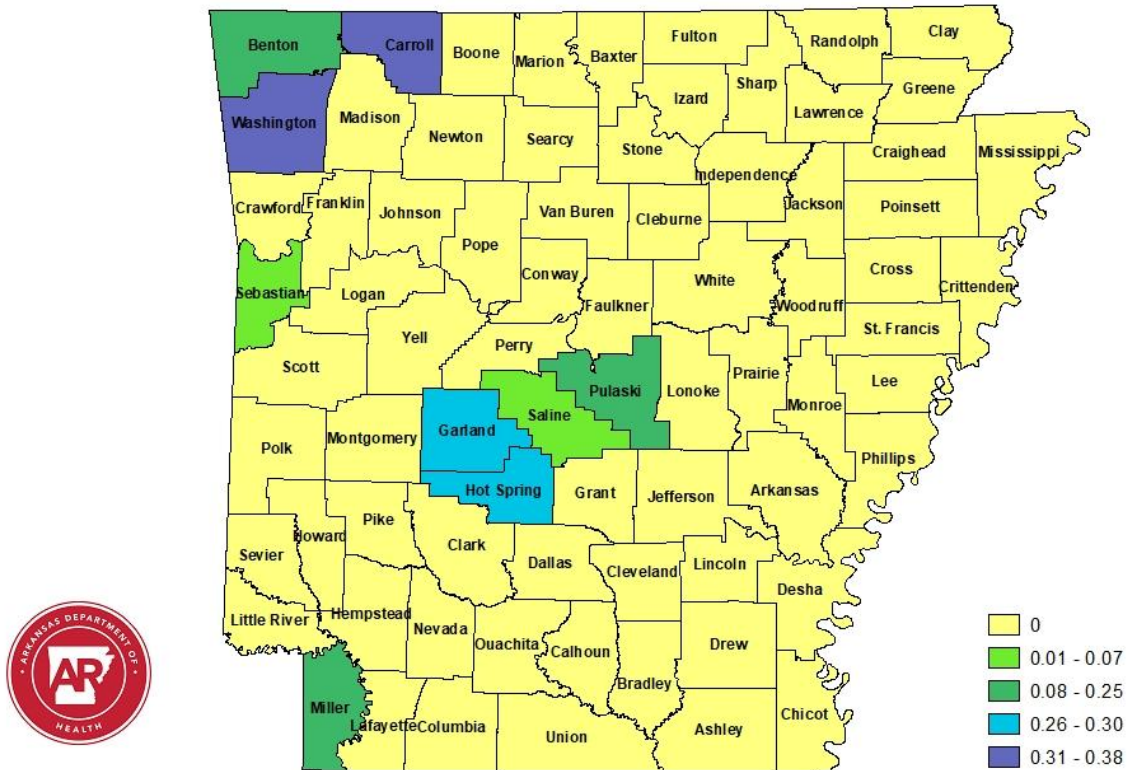 Benton
Carroll
Boone
Marion
Baxter
Fulton
Randolph
Clay
Izard
Sharp
Lawrence
Greene
Washington
Madison
Newton
Searcy
Stone
Independence
Craighead
Mississippi
Crawford
Franklin
Johnson
Pope
Van Buren
Cleburne
Jackson
Poinsett
Sebastian
Logan
Conway
Faulkner
White
Woodruff
Cross
Crittenden
St. Francis
Scott
Yell
Perry
Pulaski
Lonoke
Prairie
Monroe
Lee
Polk
Montgomery
Garland
Saline
Phillips
Hot Spring
Grant
Jefferson
Arkansas
Sevier
Howard
Pike
Clark
Dallas
Cleveland
Lincoln
Desha
Little River
Hempstead
Nevada
Ouachita
Calhoun
Bradley
Drew
Miller
Lafayette
Columbia
Union
Ashley
Chicot
ARKANSAS DEPARTMENT OF
AR
HEALTH
0
0.01 - 0.07
0.08 - 0.25
0.26 - 0.30
0.31 - 0.38